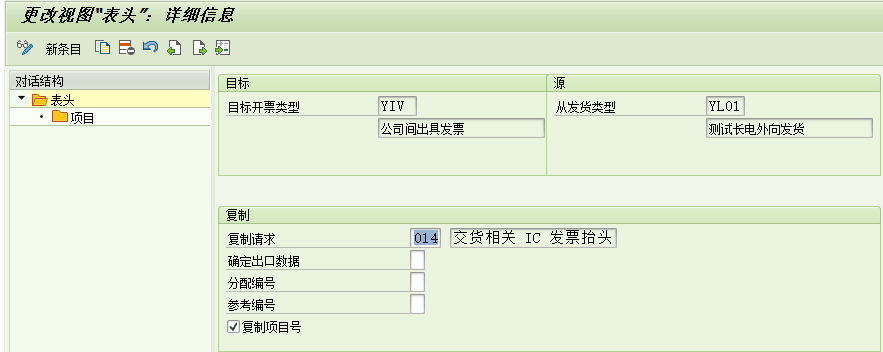 更改视图"表头": 详细信息
新条目
对话结构
表头
项目
目标
目标开票类型 YIV
公司间出具发票
源
从发货类型 YL01
测试长电外向发货
复制
复制请求 014 交货相关 IC 发票抬头
确定出口数据
分配编号
参考编号
复制项目号